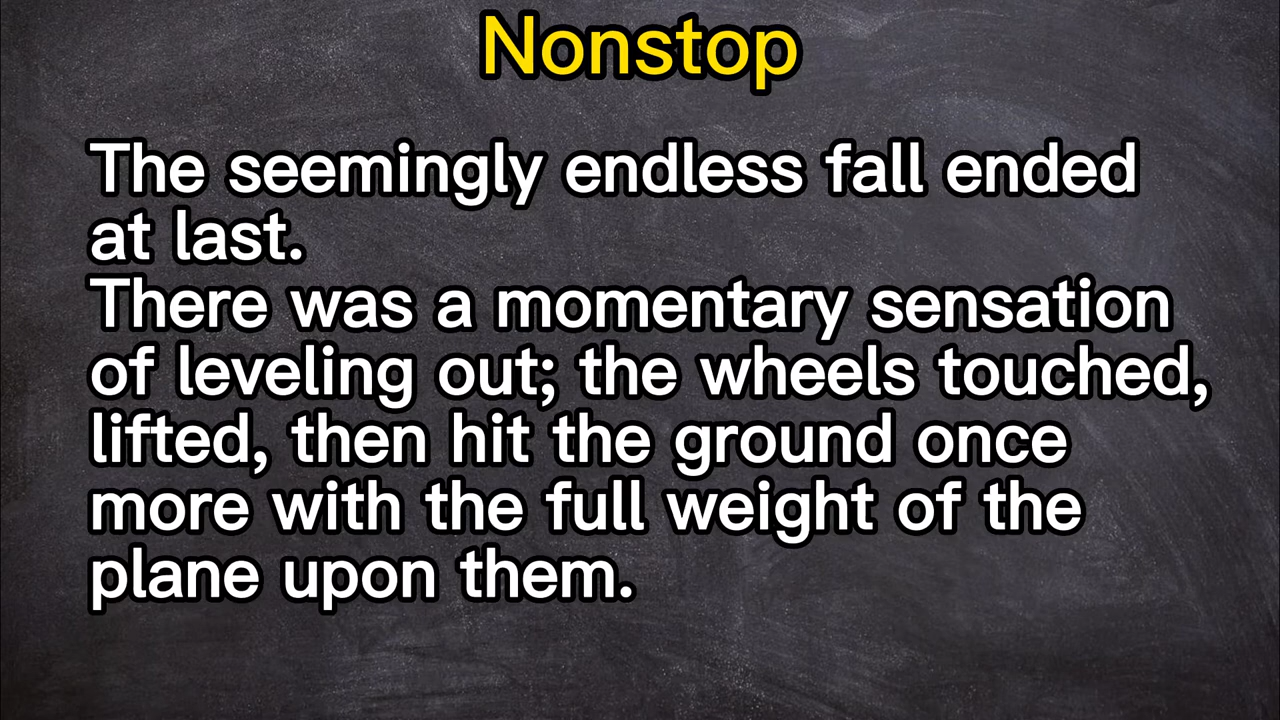 Nonstop
The seemingly endless fall ended
at last.
There was a momentary sensation
of leveling out; the wheels touched,
lifted, then hit the ground once
more with the full weight of the
plane upon them.